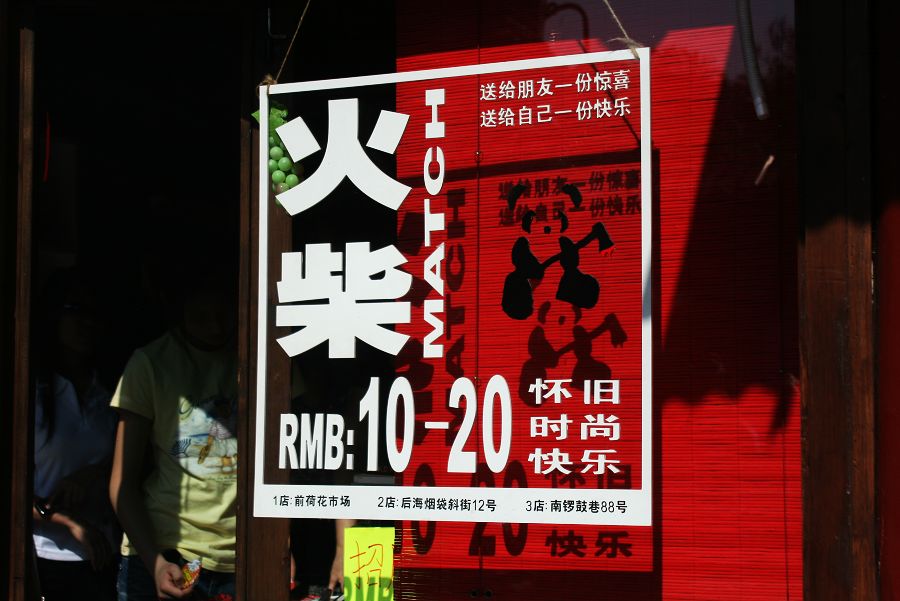 送给朋友一份惊喜
送给自己一份快乐
火柴
MATCH
RMB:10-20
怀旧
时尚
快乐
1店:前荷花市场 2店:后海烟袋斜街12号 3店:南锣鼓巷88号
招